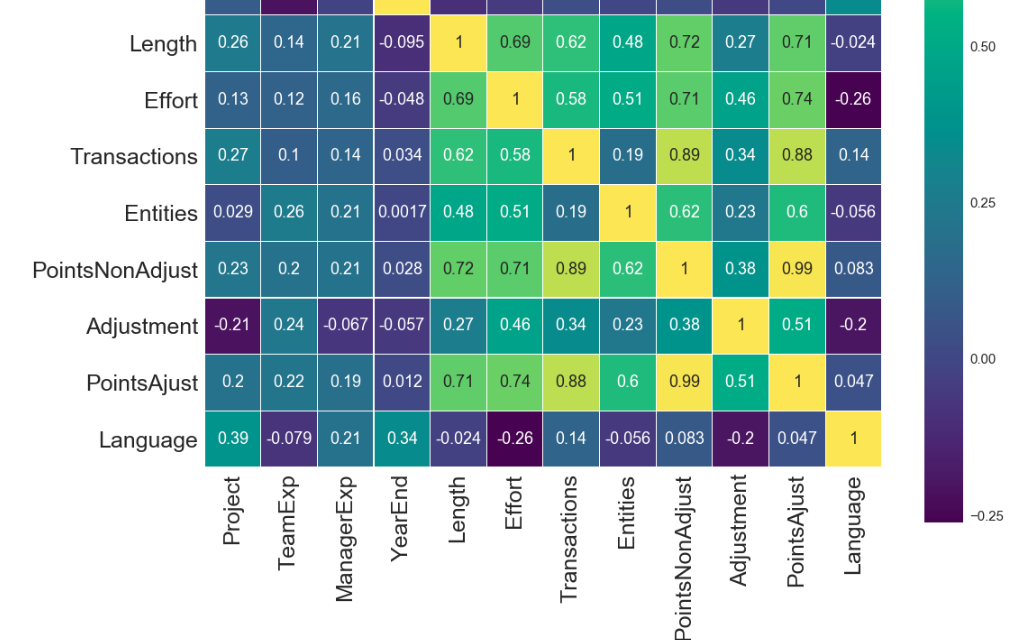 Length 0.26 0.14 0.21 -0.095 1 0.69 0.62 0.48 0.72 0.27 0.71 -0.024
Effort 0.13 0.12 0.16 -0.048 0.69 1 0.58 0.51 0.71 0.46 0.74 -0.26
Transactions 0.27 0.1 0.14 0.034 0.62 0.58 1 0.19 0.89 0.34 0.88 0.14
Entities 0.029 0.26 0.21 0.0017 0.48 0.51 0.19 1 0.62 0.23 0.6 -0.056
PointsNonAdjust 0.23 0.2 0.21 0.028 0.72 0.71 0.89 0.62 1 0.38 0.99 0.083
Adjustment -0.21 0.24 -0.067 -0.057 0.27 0.46 0.34 0.23 0.38 1 0.51 -0.2
PointsAjust 0.2 0.22 0.19 0.012 0.71 0.74 0.88 0.6 0.99 0.51 1 0.047
Language 0.39 -0.079 0.21 0.34 -0.024 -0.26 0.14 -0.056 0.083 -0.2 0.047 1
Project
TeamExp
ManagerExp
YearEnd
Length
Effort
Transactions
Entities
PointsNonAdjust
Adjustment
PointsAjust
Language
0.50
0.25
0.00
−0.25